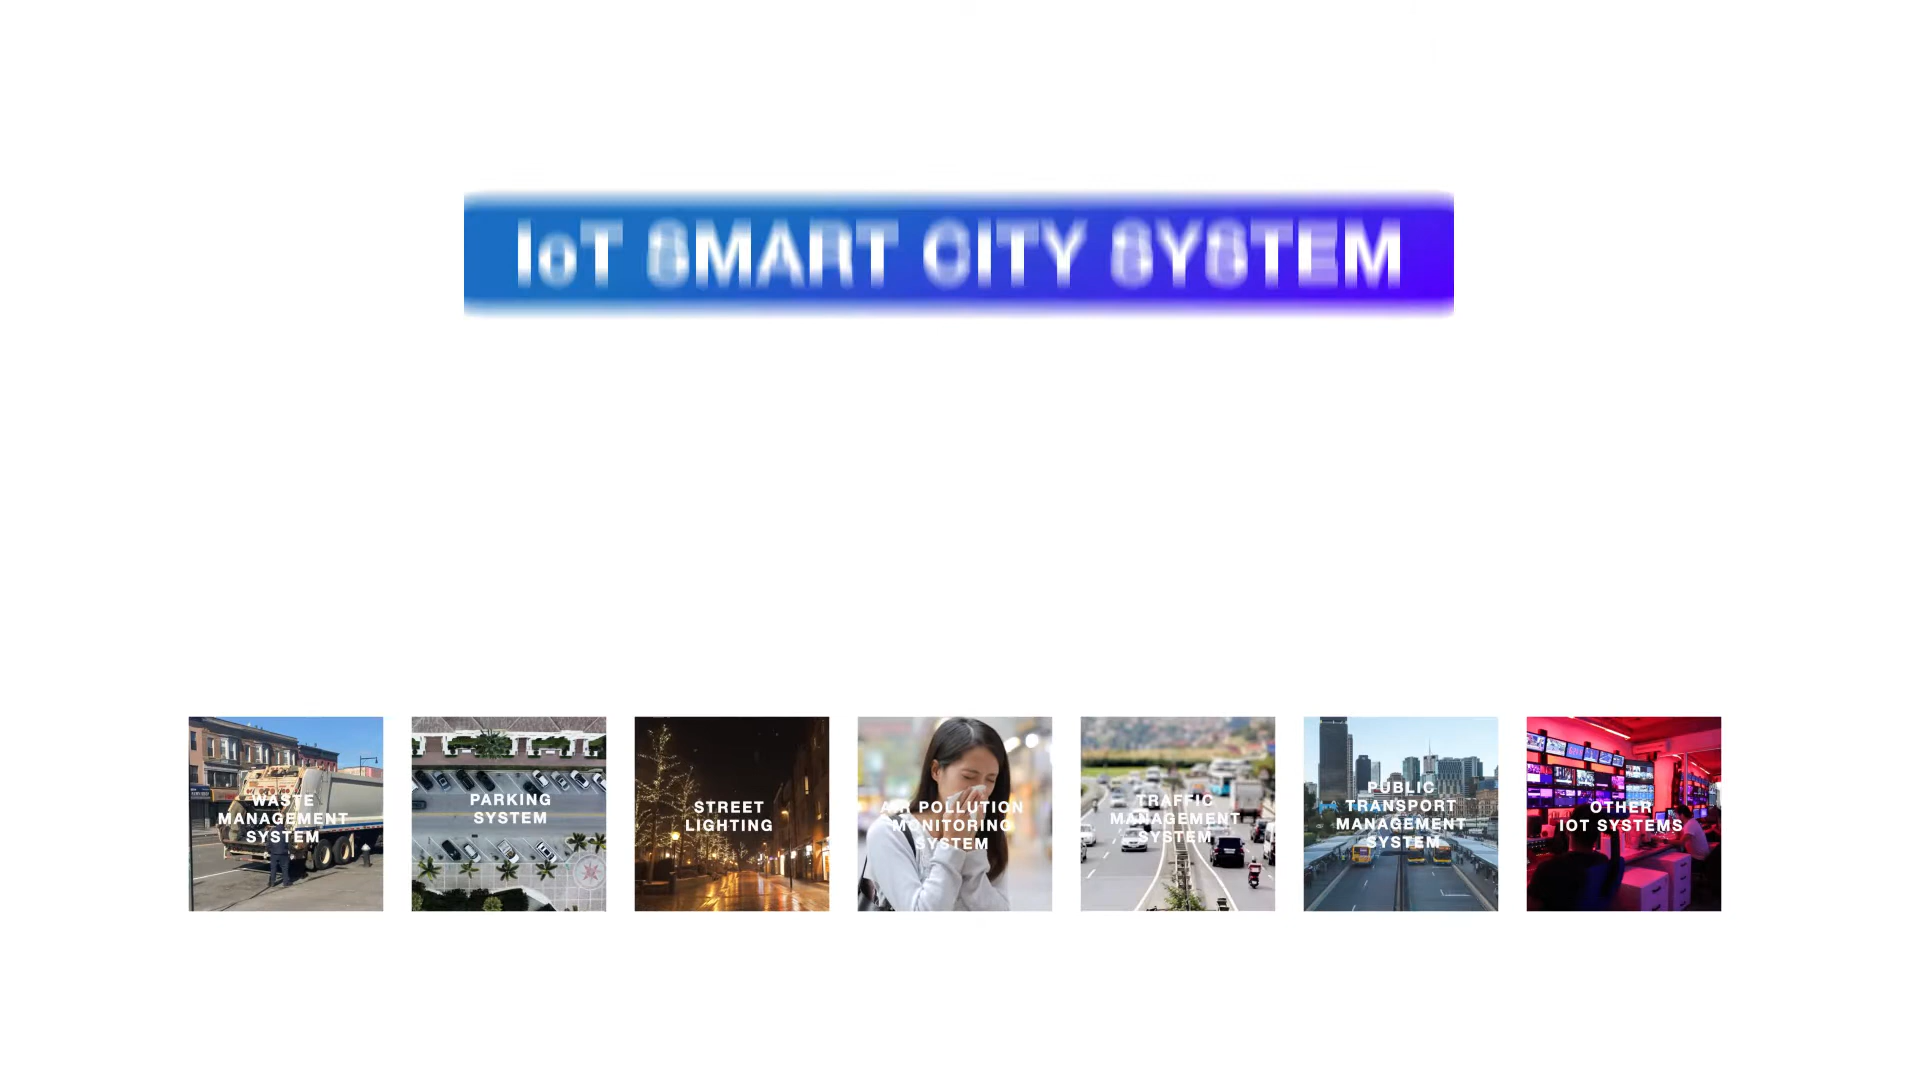 IoT SMART CITY SYSTEM
WASTE
MANAGEMENT
SYSTEM
PARKING
SYSTEM
STREET
LIGHTING
AIR POLLUTION
MONITORING
SYSTEM
TRAFFIC
MANAGEMENT
SYSTEM
PUBLIC
TRANSPORT
MANAGEMENT
SYSTEM
OTHER
IOT SYSTEMS